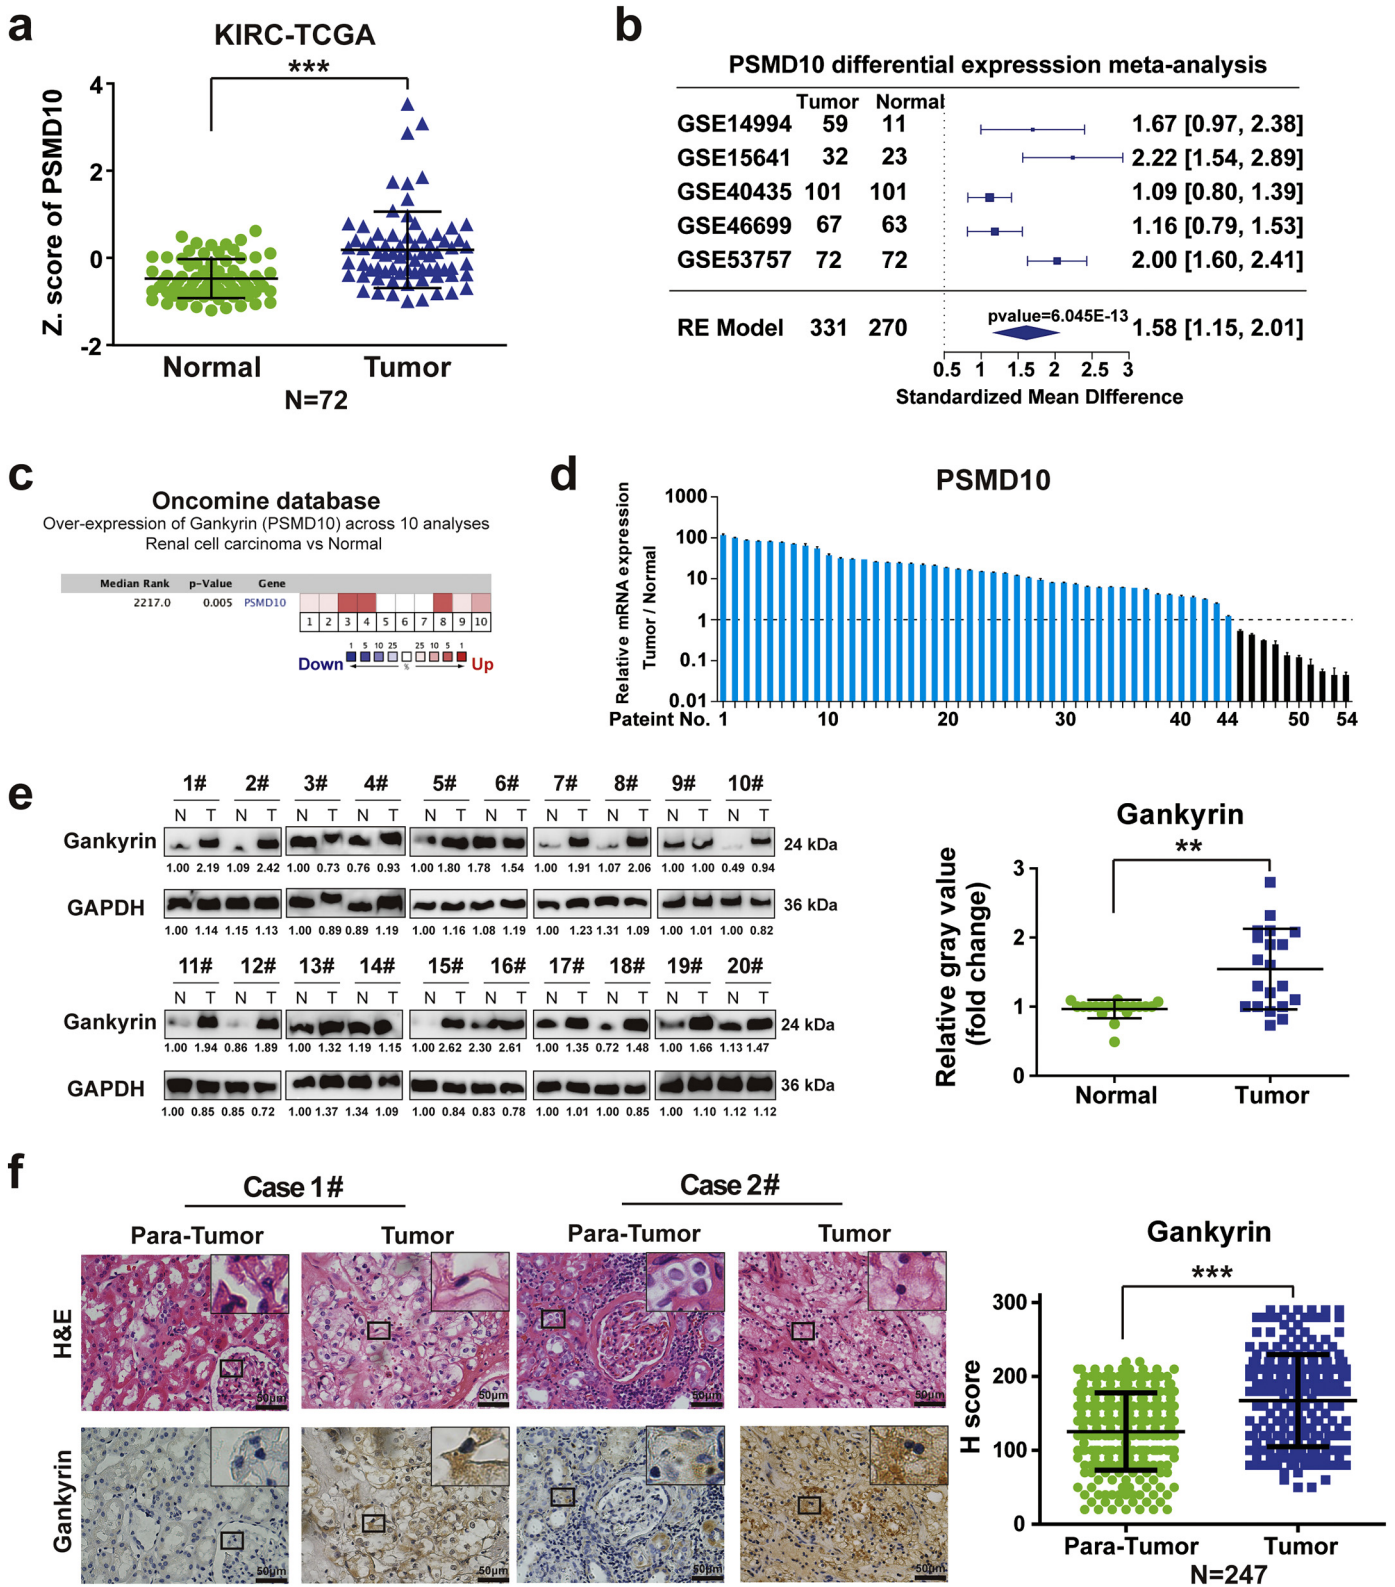 a
KIRC-TCGA
***
Z. score of PSMD10
4
2
0
-2
Normal
Tumor
N=72
b
PSMD10 differential expresssion meta-analysis
Tumor Normal
GSE14994 59 11 1.67 [0.97, 2.38]
GSE15641 32 23 2.22 [1.54, 2.89]
GSE40435 101 101 1.09 [0.80, 1.39]
GSE46699 67 63 1.16 [0.79, 1.53]
GSE53757 72 72 2.00 [1.60, 2.41]
pvalue=6.045E-13
RE Model 331 270 1.58 [1.15, 2.01]
0.5 1 1.5 2 2.5 3
Standardized Mean DIfference
c
Oncomine database
Over-expression of Gankyrin (PSMD10) across 10 analyses
Renal cell carcinoma vs Normal
Median Rank p-Value Gene
2217.0 0.005 PSMD10
1 2 3 4 5 6 7 8 9 10
1 5 10 25 25 10 5 1
Down % Up
d
PSMD10
Relative mRNA expression
Tumor / Normal
1000
100
10
1
0.1
0.01
Pateint No. 1 10 20 30 40 44 50 54
e
1# 2# 3# 4# 5# 6# 7# 8# 9# 10#
N T N T N T N T N T N T N T N T N T N T
Gankyrin 24 kDa
1.00 2.19 1.09 2.42 1.00 0.73 0.76 0.93 1.00 1.80 1.78 1.54 1.00 1.91 1.07 2.06 1.00 1.00 0.49 0.94
GAPDH 36 kDa
1.00 1.14 1.15 1.13 1.00 0.89 0.89 1.19 1.00 1.16 1.08 1.19 1.00 1.23 1.31 1.09 1.00 1.01 1.00 0.82
11# 12# 13# 14# 15# 16# 17# 18# 19# 20#
N T N T N T N T N T N T N T N T N T N T
Gankyrin 24 kDa
1.00 1.94 0.86 1.89 1.00 1.32 1.19 1.15 1.00 2.62 2.30 2.61 1.00 1.35 0.72 1.48 1.00 1.66 1.13 1.47
GAPDH 36 kDa
1.00 0.85 0.85 0.72 1.00 1.37 1.34 1.09 1.00 0.84 0.83 0.78 1.00 1.01 1.00 0.85 1.00 1.10 1.12 1.12
Gankyrin
**
Relative gray value
(fold change)
3
2
1
0
Normal
Tumor
f
Case 1#
Case 2#
Para-Tumor Tumor Para-Tumor Tumor
H&E
50μm 50μm 50μm 50μm
Gankyrin
50μm 50μm 50μm 50μm
Gankyrin
***
H score
300
200
100
0
Para-Tumor
Tumor
N=247